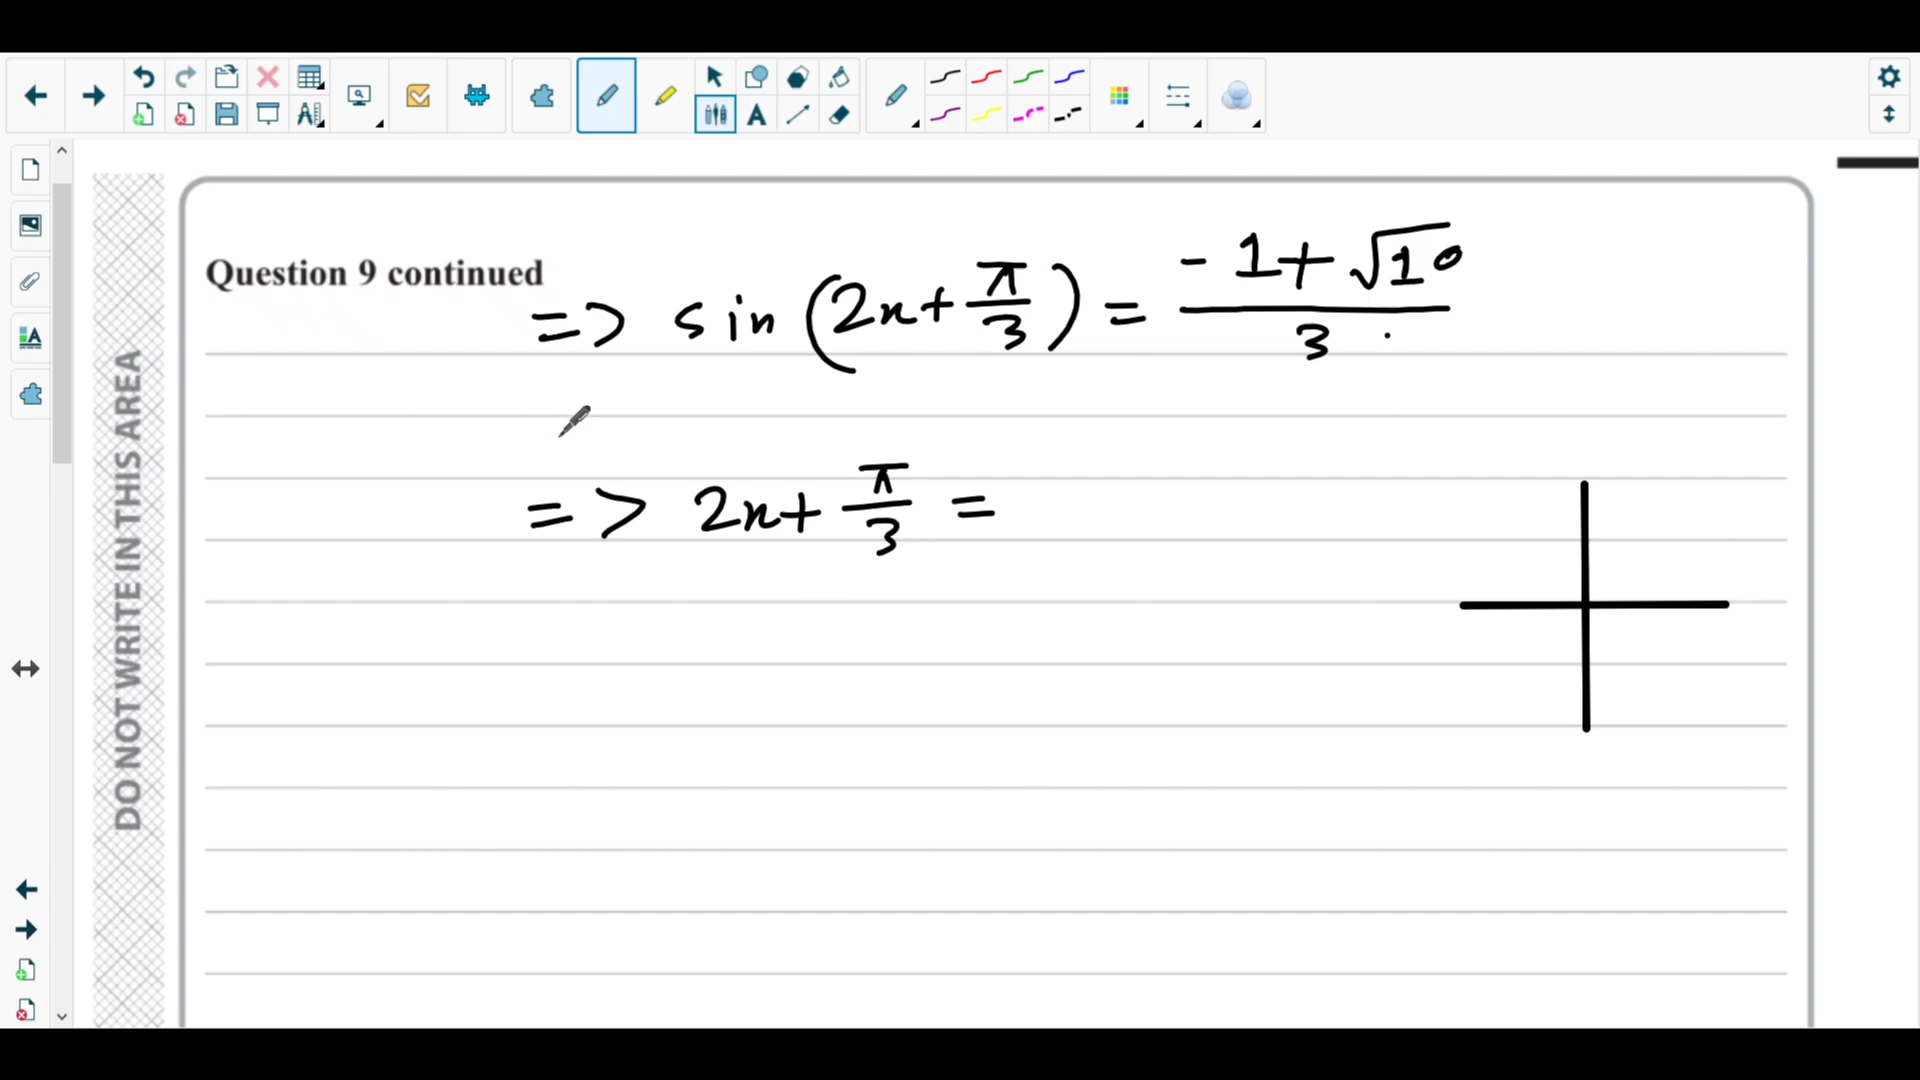 Question 9 continued
=> sin (2x + π/3) = (-1 + √10)/3
=> 2x + π/3 =
DO NOT WRITE IN THIS AREA